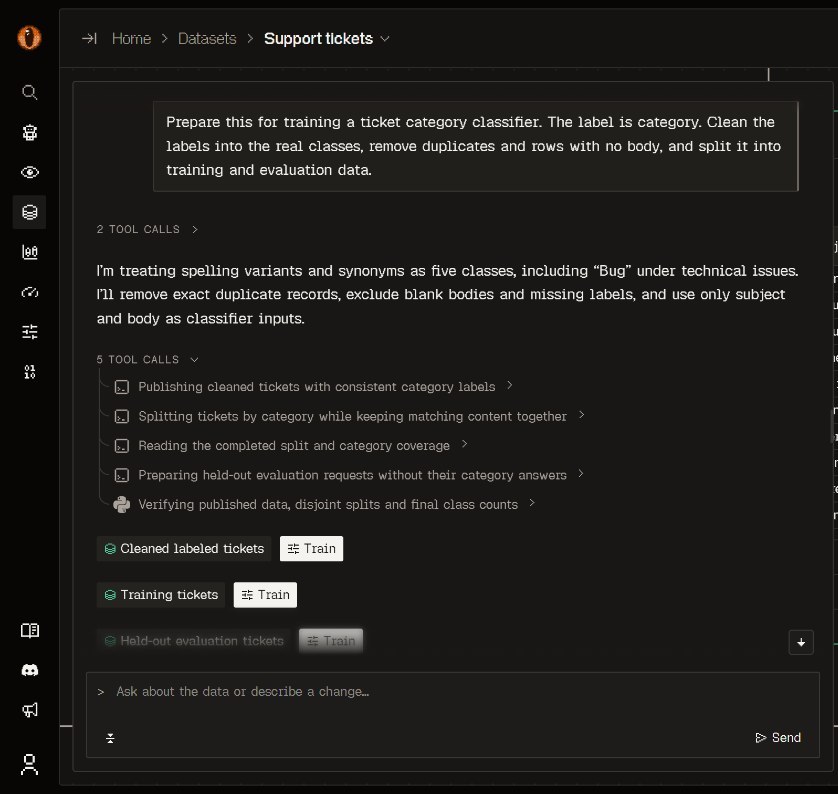 Home > Datasets > Support tickets
Prepare this for training a ticket category classifier. The label is category. Clean the
labels into the real classes, remove duplicates and rows with no body, and split it into
training and evaluation data.
2 TOOL CALLS
I'm treating spelling variants and synonyms as five classes, including “Bug” under technical issues.
I'll remove exact duplicate records, exclude blank bodies and missing labels, and use only subject
and body as classifier inputs.
5 TOOL CALLS
Publishing cleaned tickets with consistent category labels
Splitting tickets by category while keeping matching content together
Reading the completed split and category coverage
Preparing held-out evaluation requests without their category answers
Verifying published data, disjoint splits and final class counts
Cleaned labeled tickets Train
Training tickets Train
Held-out evaluation tickets Train
> Ask about the data or describe a change...
Send